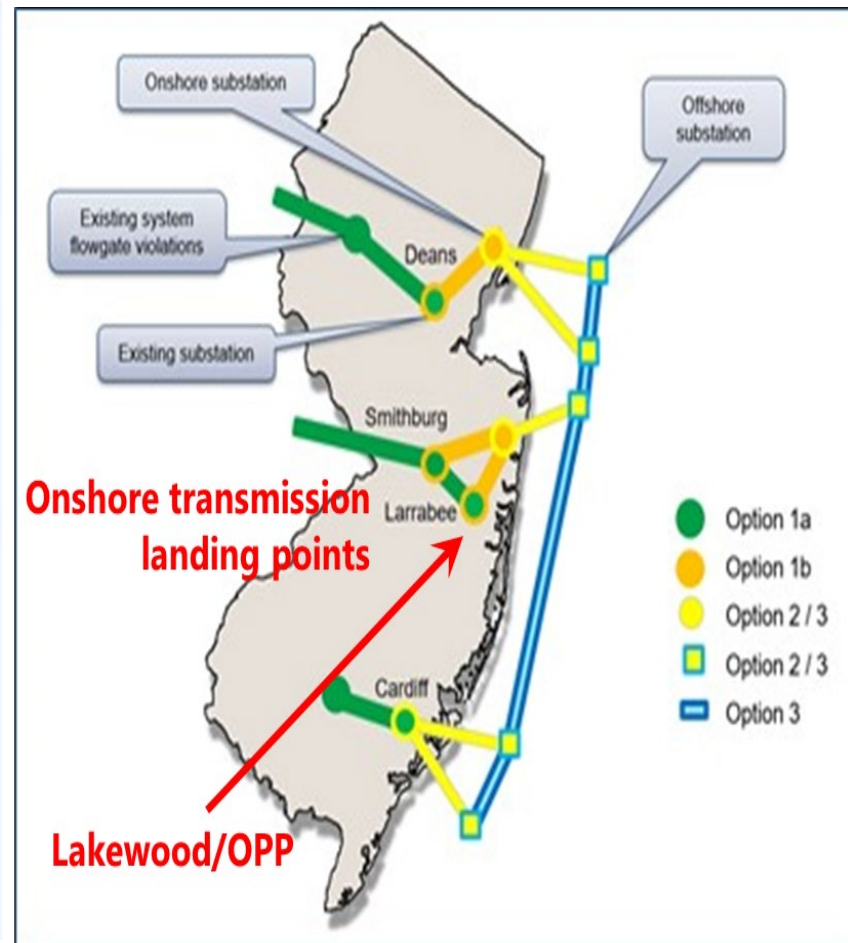 Onshore substation
Offshore
substation
Existing system
flowgate violations
Deans
Existing substation
Smithburg
Onshore transmission
landing points
Larrabee
Option 1a
Option 1b
Option 2 / 3
Option 2 / 3
Option 3
Cardiff
Lakewood/OPP